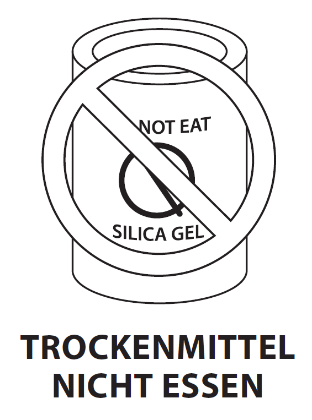 NOT EAT
SILICA GEL
TROCKENMITTEL
NICHT ESSEN